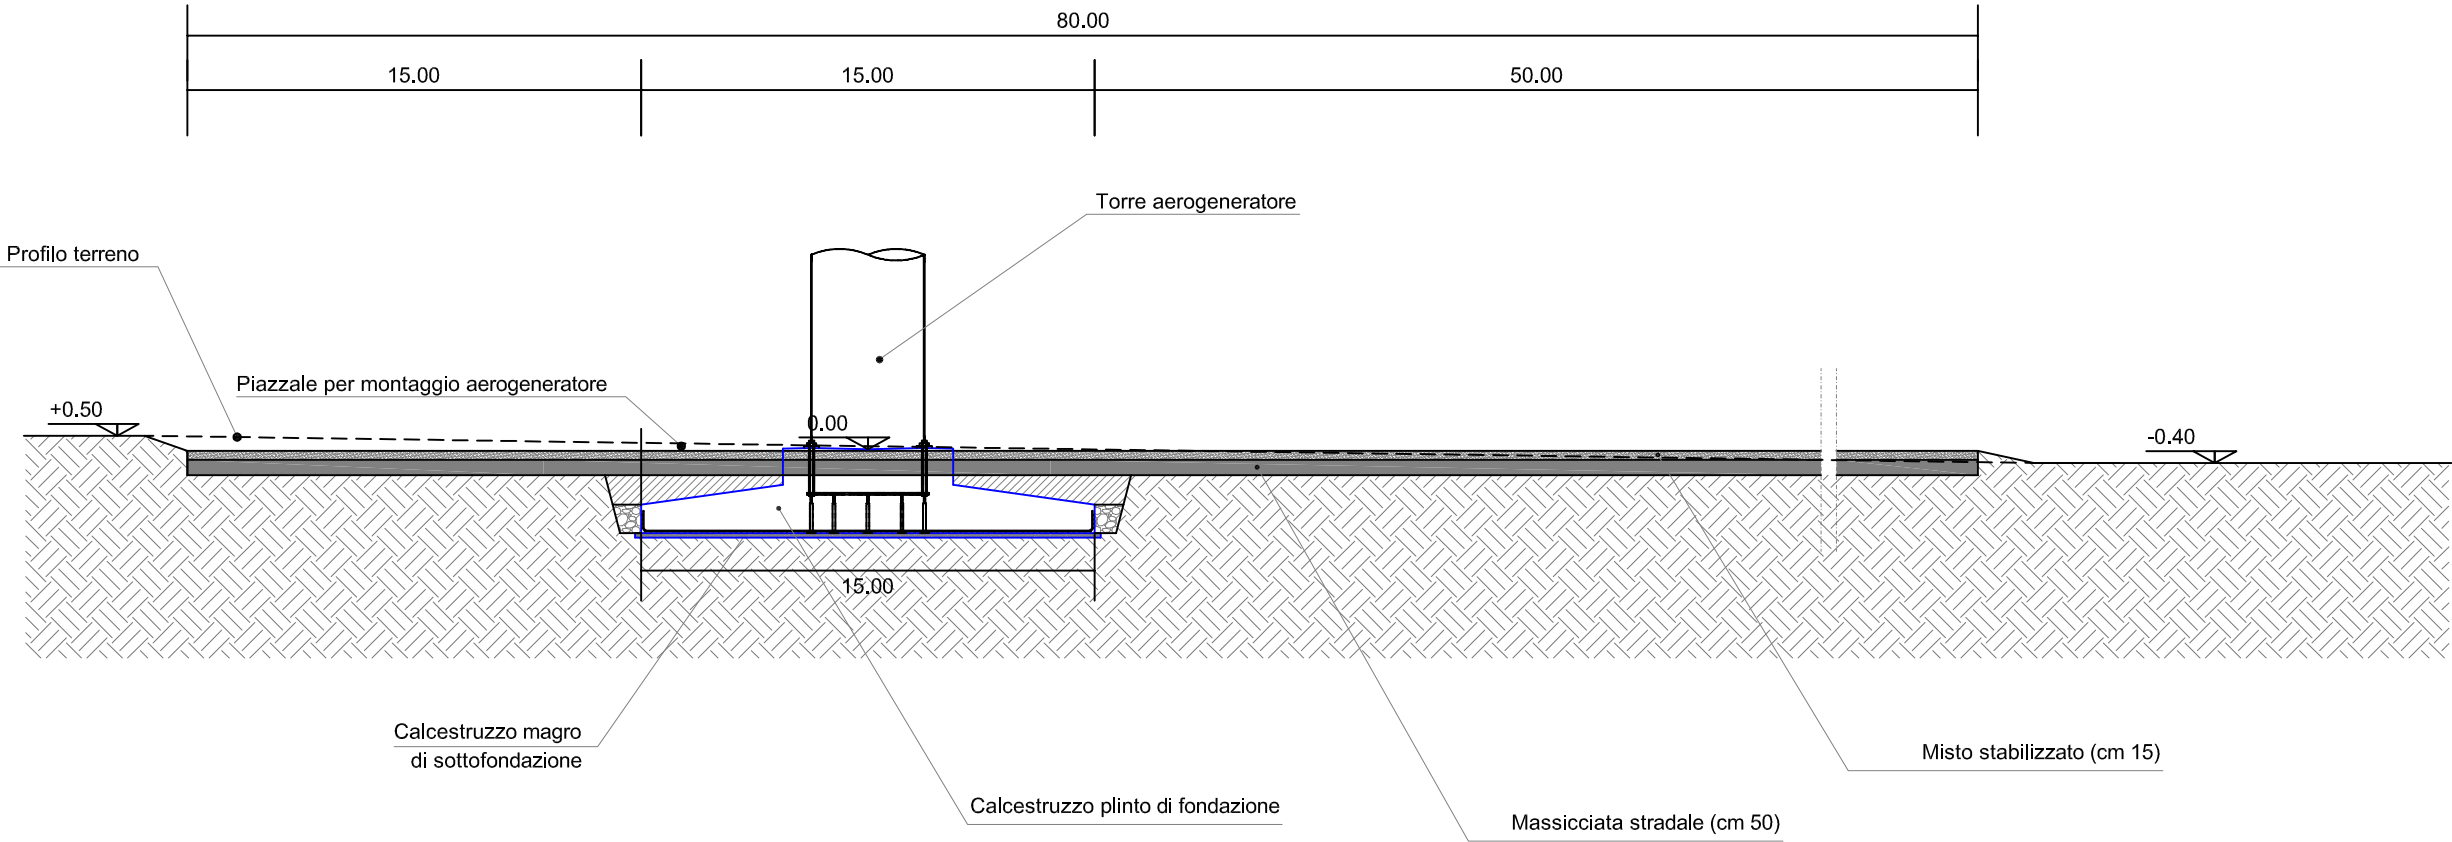 80.00
15.00
15.00
50.00
Torre aerogeneratore
Profilo terreno
Piazzale per montaggio aerogeneratore
+0.50
0.00
-0.40
15.00
Calcestruzzo magro
di sottofondazione
Misto stabilizzato (cm 15)
Calcestruzzo plinto di fondazione
Massicciata stradale (cm 50)